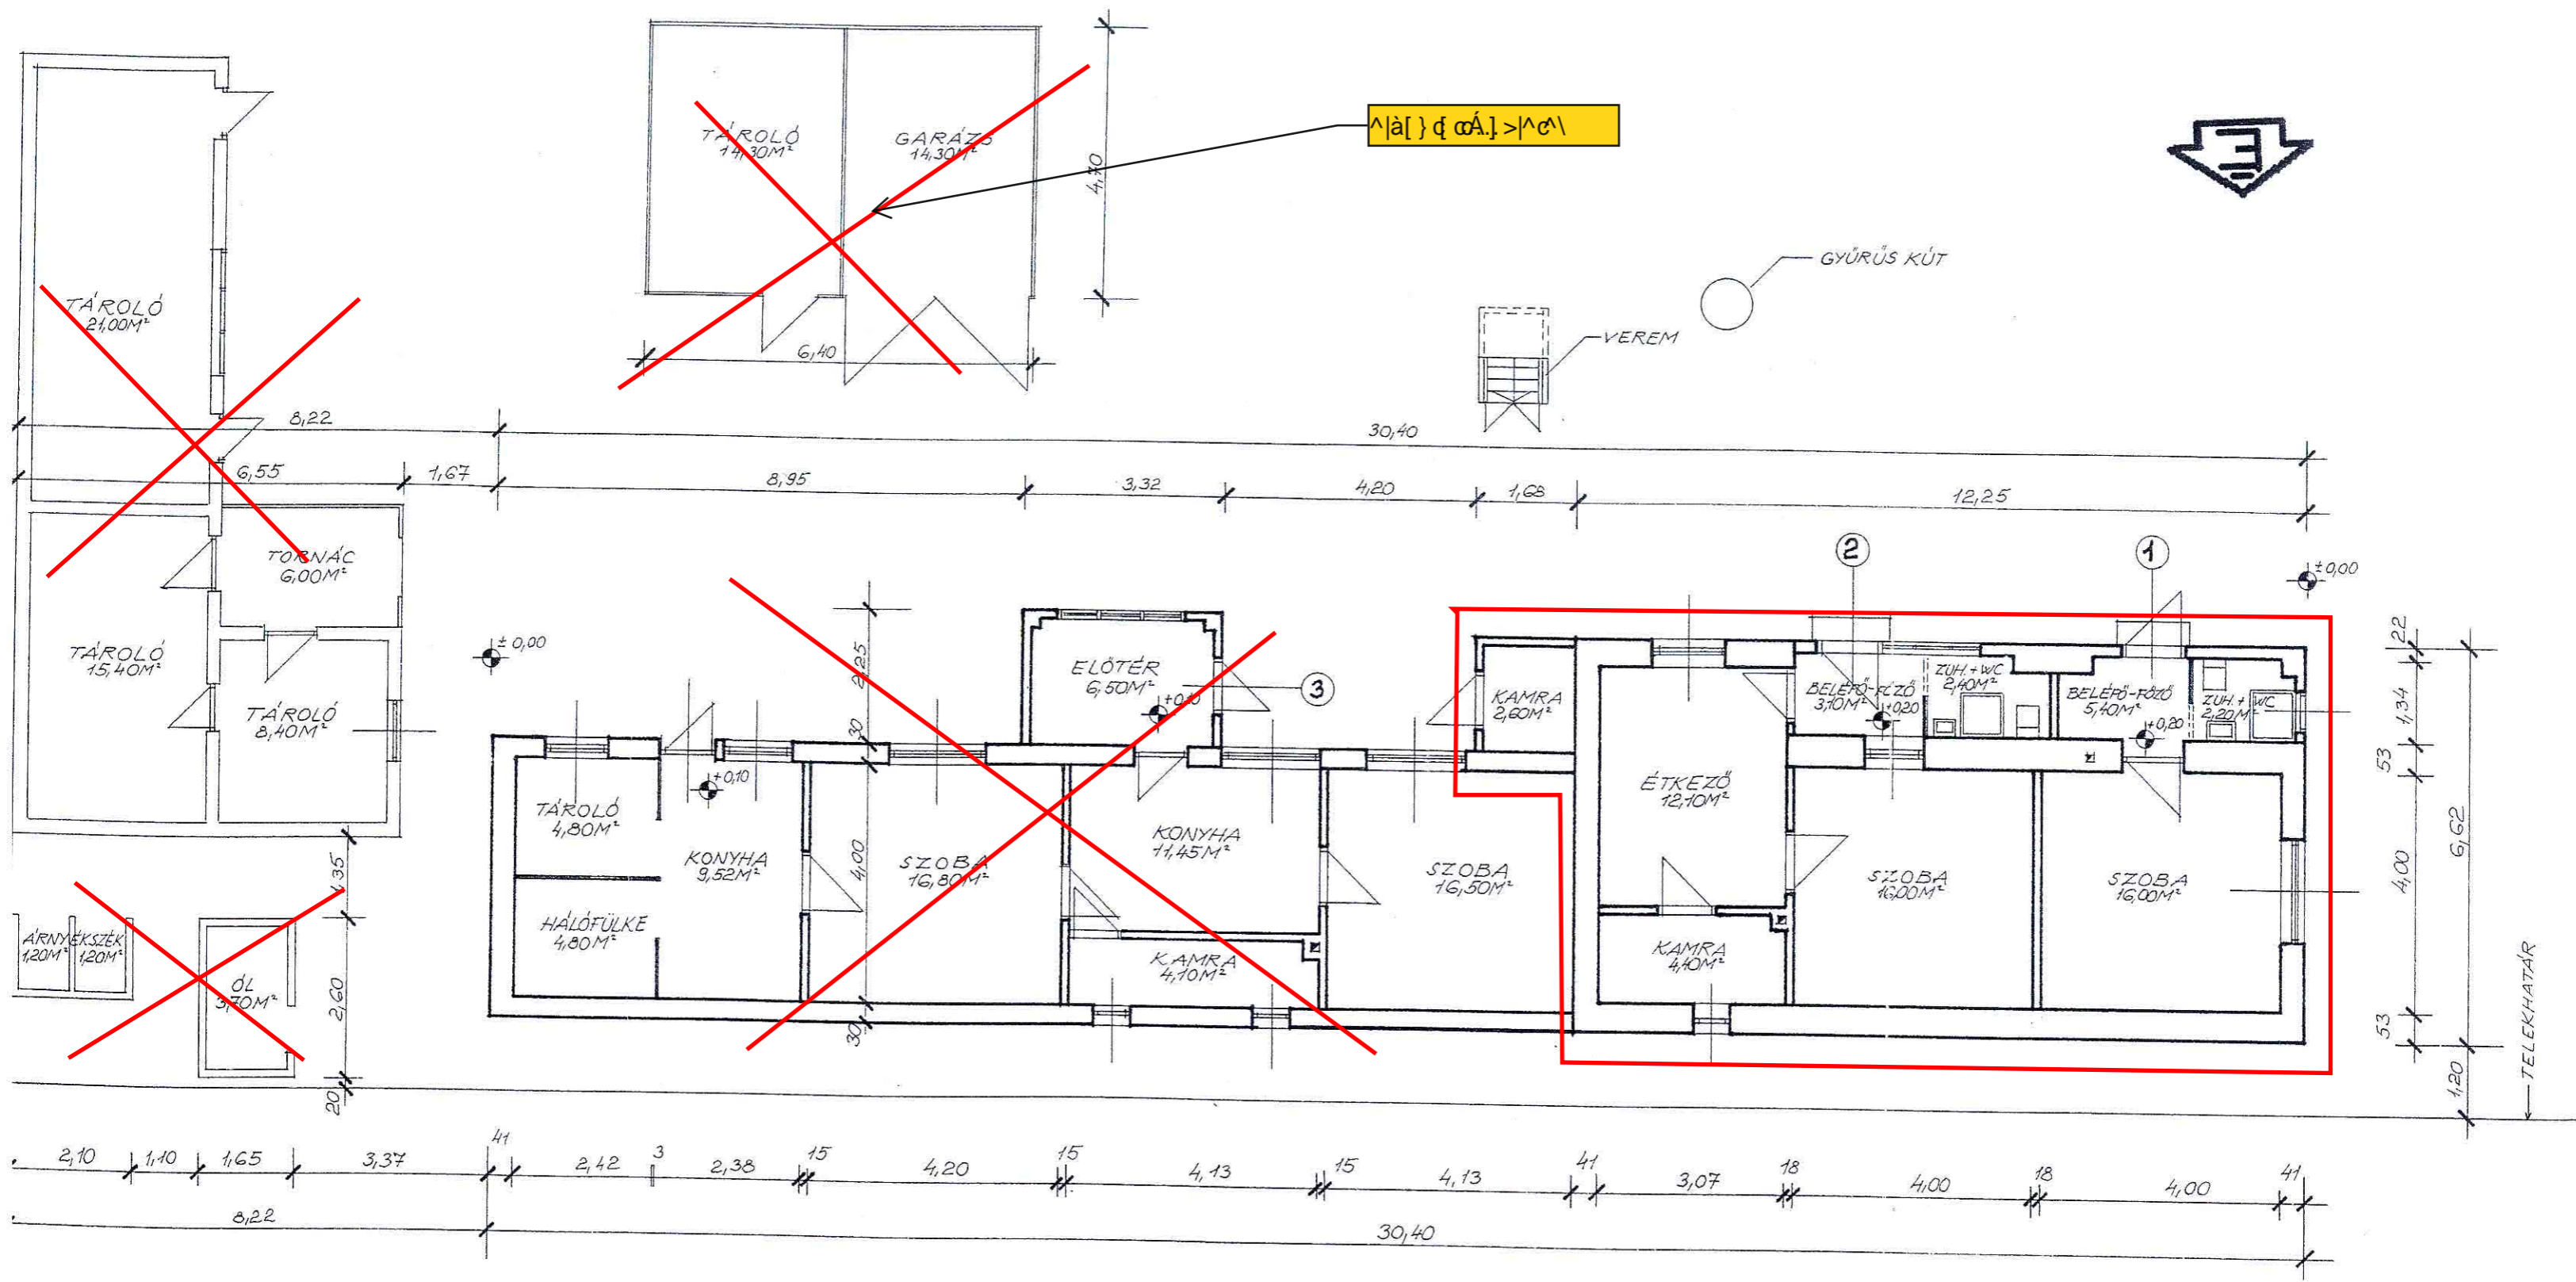 TÁROLÓ
14,30M²
GARÁZS
14,30M²
4,70
6,40
É
GYŰRŰS KÚT
VEREM
TÁROLÓ
21,00M²
8,22
30,40
6,55
1,67
8,95
3,32
4,20
1,68
12,25
TORNÁC
6,00M²
TÁROLÓ
15,40M²
TÁROLÓ
8,40M²
2
1
3
±0,00
±0,00
2,25
30
ELŐTÉR
6,50M²
+0,10
KAMRA
2,60M²
BELÉPŐ-FŐZŐ
3,10M²
+0,20
ZUH.+WC
2,40M²
BELÉPŐ-FŐZŐ
5,40M²
+0,20
ZUH.+WC
2,20M²
22
1,34
53
6,62
4,00
53
1,20
TELEKHATÁR
+0,10
TÁROLÓ
4,80M²
KONYHA
9,52M²
HÁLÓFÜLKE
4,80M²
4,00
SZOBA
16,80M²
KONYHA
11,45M²
KAMRA
4,10M²
SZOBA
16,50M²
ÉTKEZŐ
12,10M²
KAMRA
4,40M²
SZOBA
16,00M²
SZOBA
16,00M²
30
1,35
2,60
20
ÁRNYÉKSZÉK
1,20M²
1,20M²
ÓL
3,70M²
2,10
1,10
1,65
3,37
41
2,42
3
2,38
15
4,20
15
4,13
15
4,13
41
3,07
18
4,00
18
4,00
41
8,22
30,40